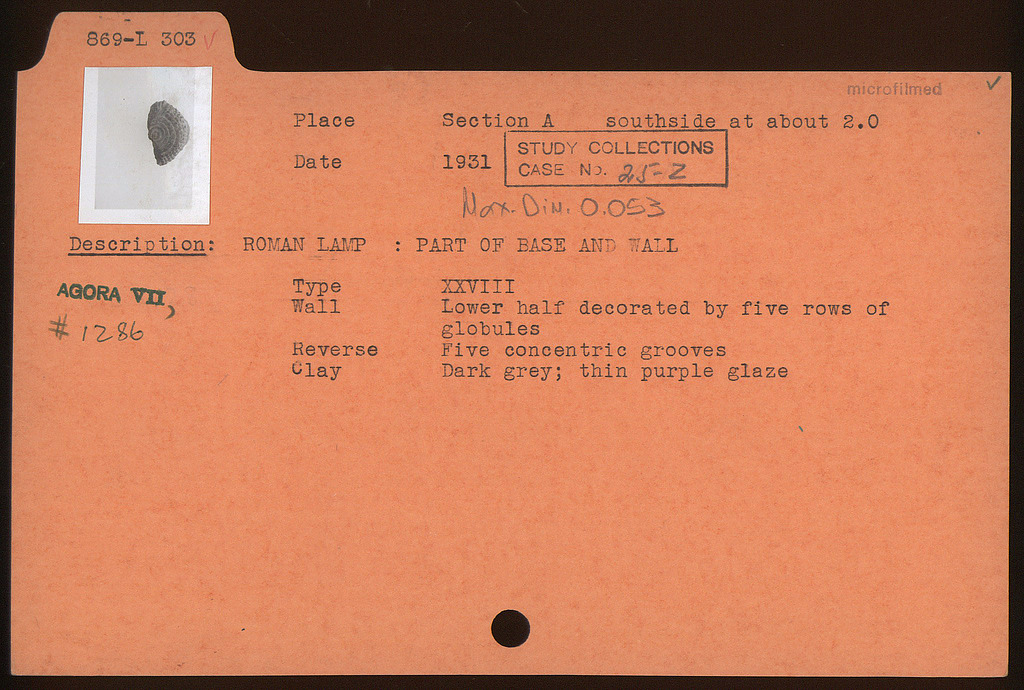 869-L 303 ✓
microfilmed ✓
Place Section A southside at about 2.0
STUDY COLLECTIONS
Date 1931
CASE No. 25-Z
Max. Dim. 0.053
Description: ROMAN LAMP : PART OF BASE AND WALL
AGORA VII,
# 1286
Type XXVIII
Wall Lower half decorated by five rows of
globules
Reverse Five concentric grooves
Clay Dark grey; thin purple glaze